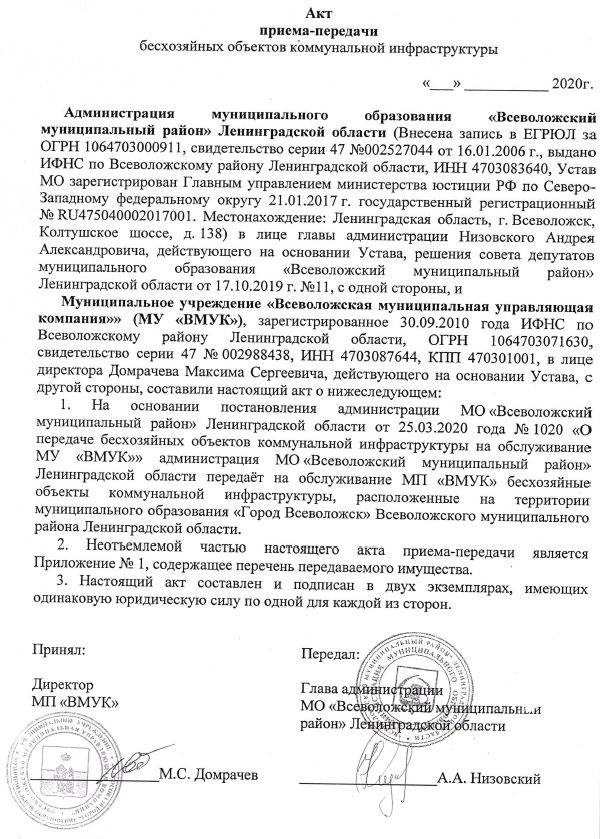 Акт
приема-передачи
бесхозяйных объектов коммунальной инфраструктуры
«___» ____________ 2020г.
Администрация муниципального образования «Всеволожский
муниципальный район» Ленинградской области (Внесена запись в ЕГРЮЛ за
ОГРН 1064703000911, свидетельство серии 47 №002527044 от 16.01.2006 г., выдано
ИФНС по Всеволожскому району Ленинградской области, ИНН 4703083640, Устав
МО зарегистрирован Главным управлением министерства юстиции РФ по Северо-
Западному федеральному округу 21.01.2017 г. государственный регистрационный
№ RU475040002017001. Местонахождение: Ленинградская область, г. Всеволожск,
Колтушское шоссе, д.138) в лице главы администрации Низовского Андрея
Александровича, действующего на основании Устава, решения совета депутатов
муниципального образования «Всеволожский муниципальный район»
Ленинградской области от 17.10.2019 г. №11, с одной стороны, и
Муниципальное учреждение «Всеволожская муниципальная управляющая
компания»» (МУ «ВМУК»), зарегистрированное 30.09.2010 года ИФНС по
Всеволожскому району Ленинградской области, ОГРН 1064703071630,
свидетельство серии 47 № 002988438, ИНН 4703087644, КПП 470301001, в лице
директора Домрачева Максима Сергеевича, действующего на основании Устава, с
другой стороны, составили настоящий акт о нижеследующем:
1. На основании постановления администрации МО «Всеволожский
муниципальный район» Ленинградской области от 25.03.2020 года № 1020 «О
передаче бесхозяйных объектов коммунальной инфраструктуры на обслуживание
МУ «ВМУК»» администрация МО «Всеволожский муниципальный район»
Ленинградской области передаёт на обслуживание МП «ВМУК» бесхозяйные
объекты коммунальной инфраструктуры, расположенные на территории
муниципального образования «Город Всеволожск» Всеволожского муниципального
района Ленинградской области.
2. Неотъемлемой частью настоящего акта приема-передачи является
Приложение № 1, содержащее перечень передаваемого имущества.
3. Настоящий акт составлен и подписан в двух экземплярах, имеющих
одинаковую юридическую силу по одной для каждой из сторон.
Принял:
Директор
МП «ВМУК»
М.С. Домрачев
Передал:
Глава администрации
МО «Всеволожский муниципальный
район» Ленинградской области
А.А. Низовский